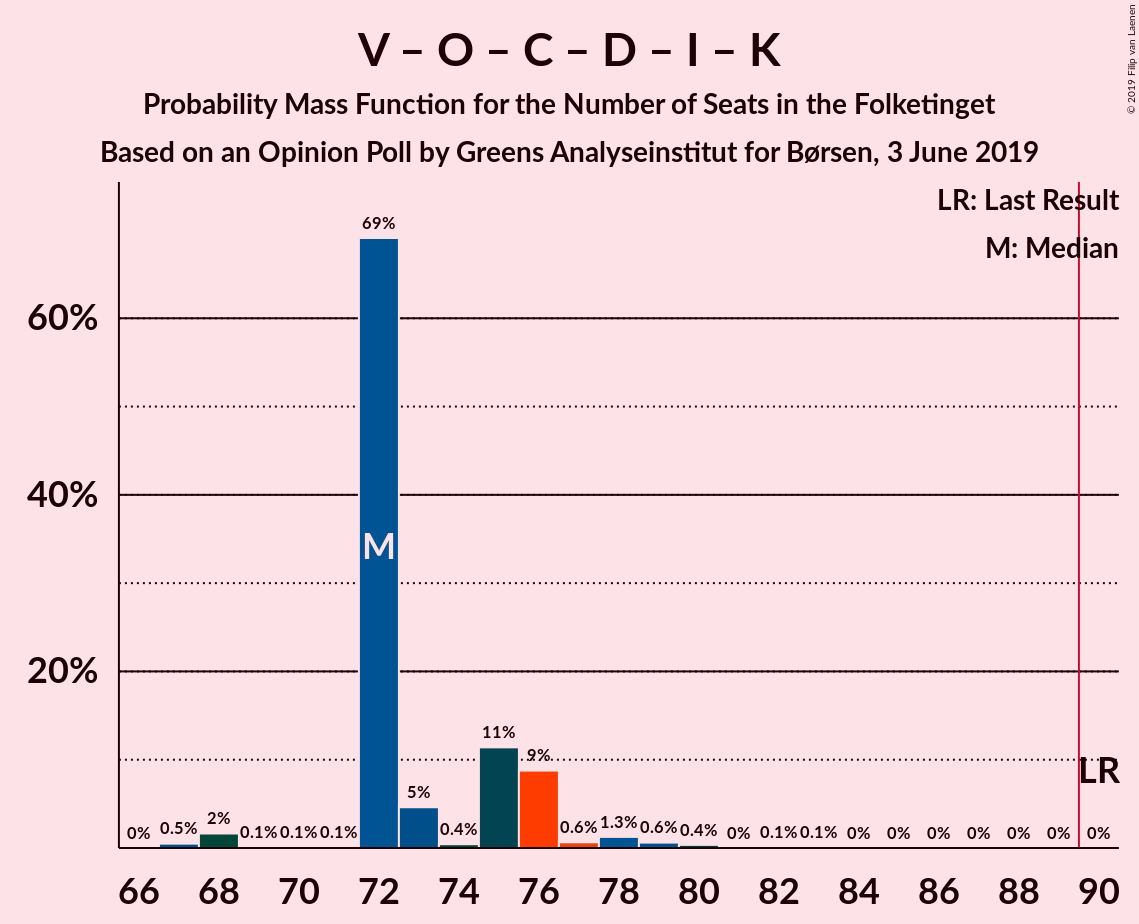 V – O – C – D – I – K
Probability Mass Function for the Number of Seats in the Folketinget
Based on an Opinion Poll by Greens Analyseinstitut for Børsen, 3 June 2019
© 2019 Filip van Laenen
LR: Last Result
M: Median
60%
40%
20%
0% 0.5% 2% 0.1% 0.1% 0.1% 69% 5% 0.4% 11% 9% 0.6% 1.3% 0.6% 0.4% 0% 0.1% 0.1% 0% 0% 0% 0% 0% 0% 0%
M
LR
66 68 70 72 74 76 78 80 82 84 86 88 90